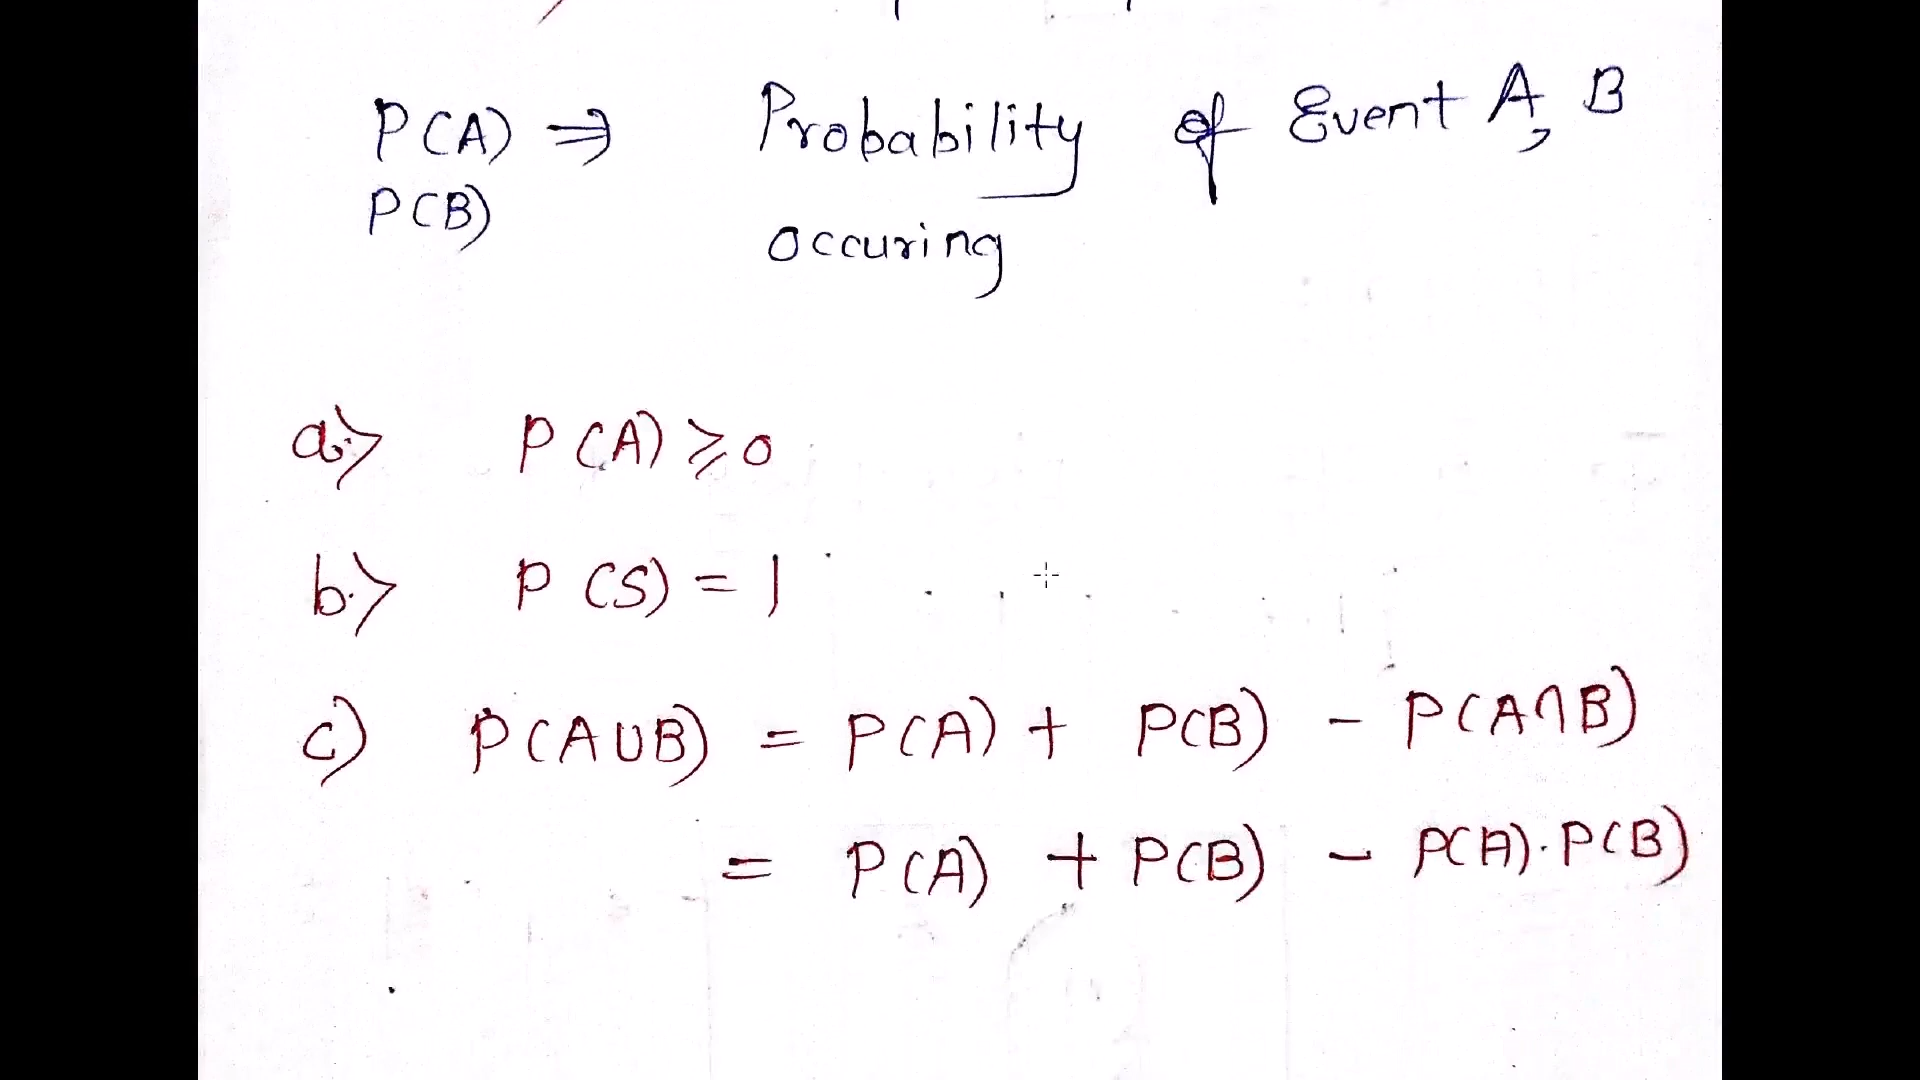 P(A) ⇒ Probability of Event A, B
P(B) occuring
a.> P(A) ⩾ 0
b.> P(S) = 1
c) P(A∪B) = P(A) + P(B) - P(A∩B)
= P(A) + P(B) - P(A)·P(B)